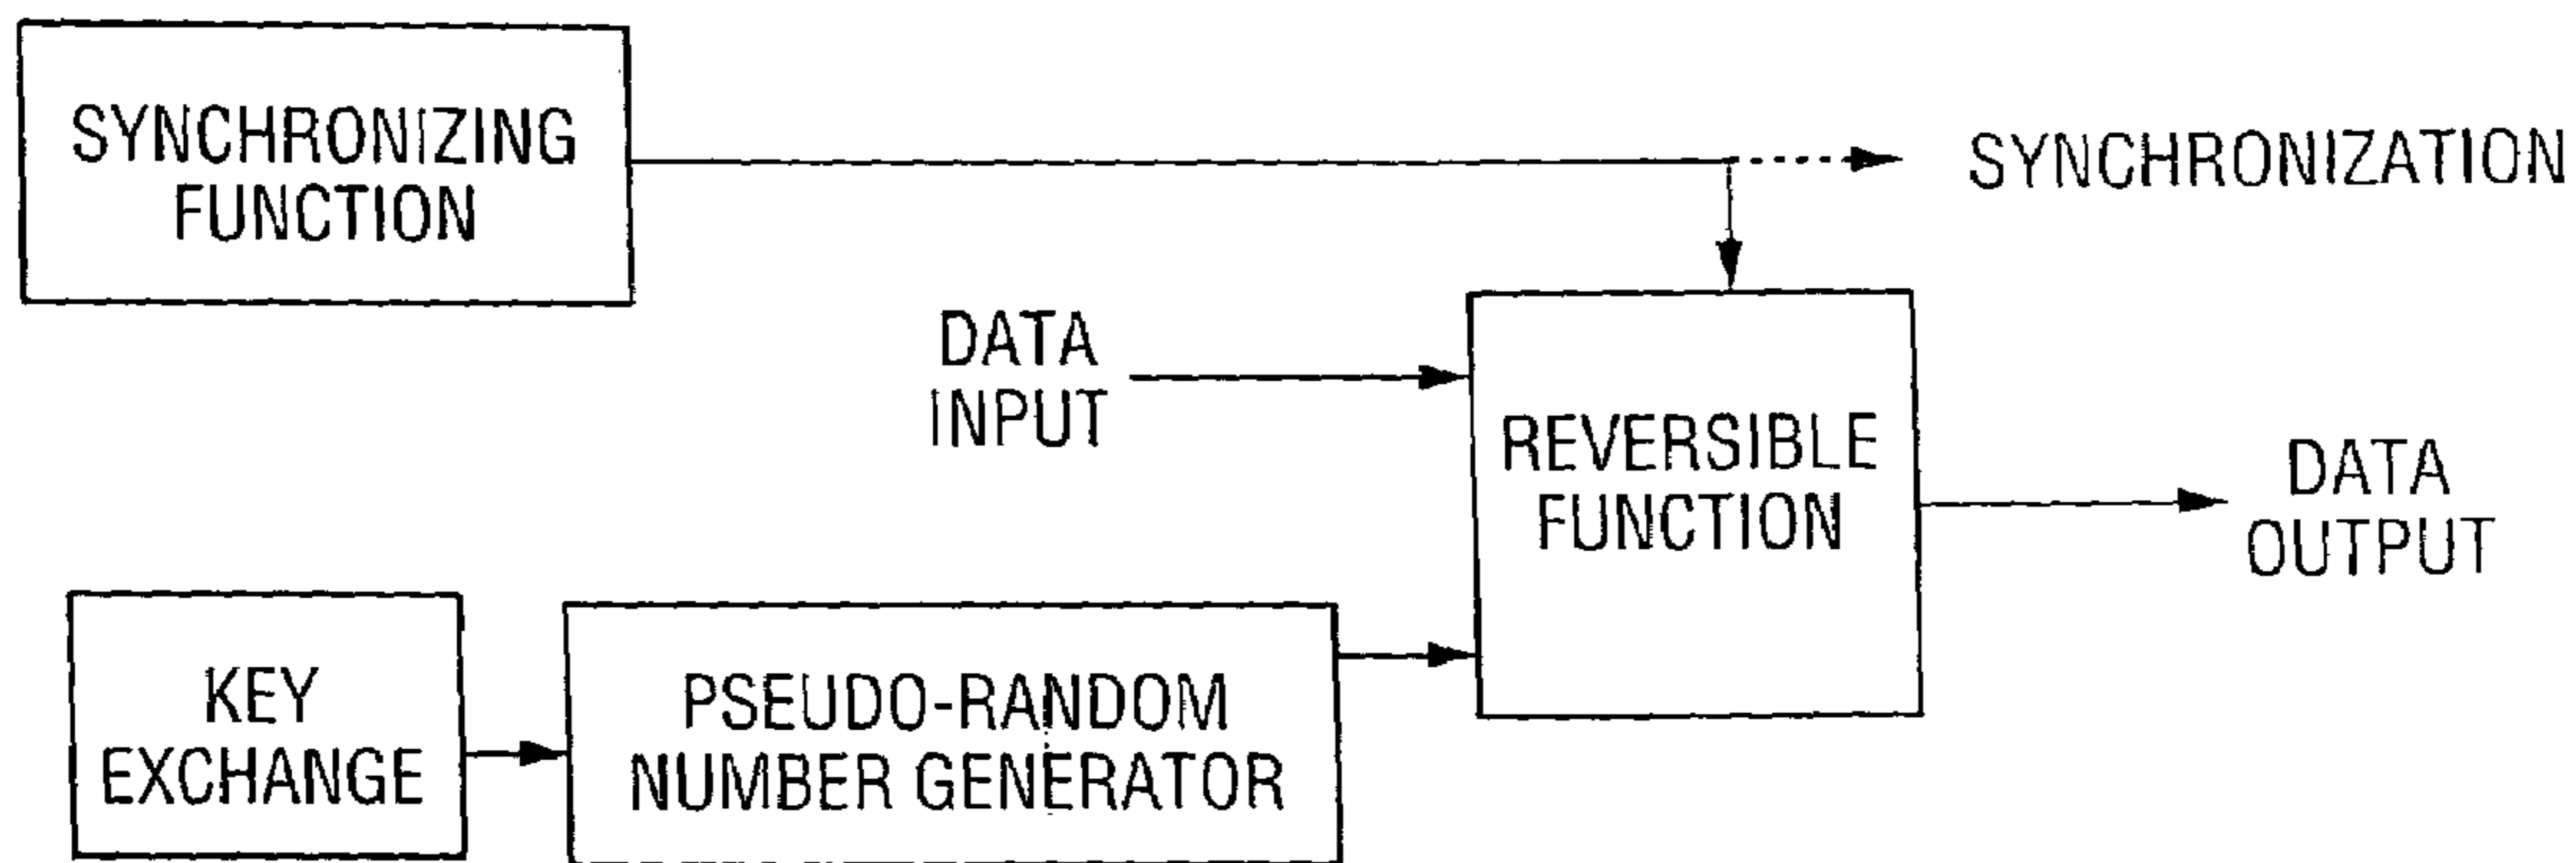 SYNCHRONIZING
FUNCTION
SYNCHRONIZATION
DATA
INPUT
REVERSIBLE
FUNCTION
DATA
OUTPUT
KEY
EXCHANGE
PSEUDO-RANDOM
NUMBER GENERATOR